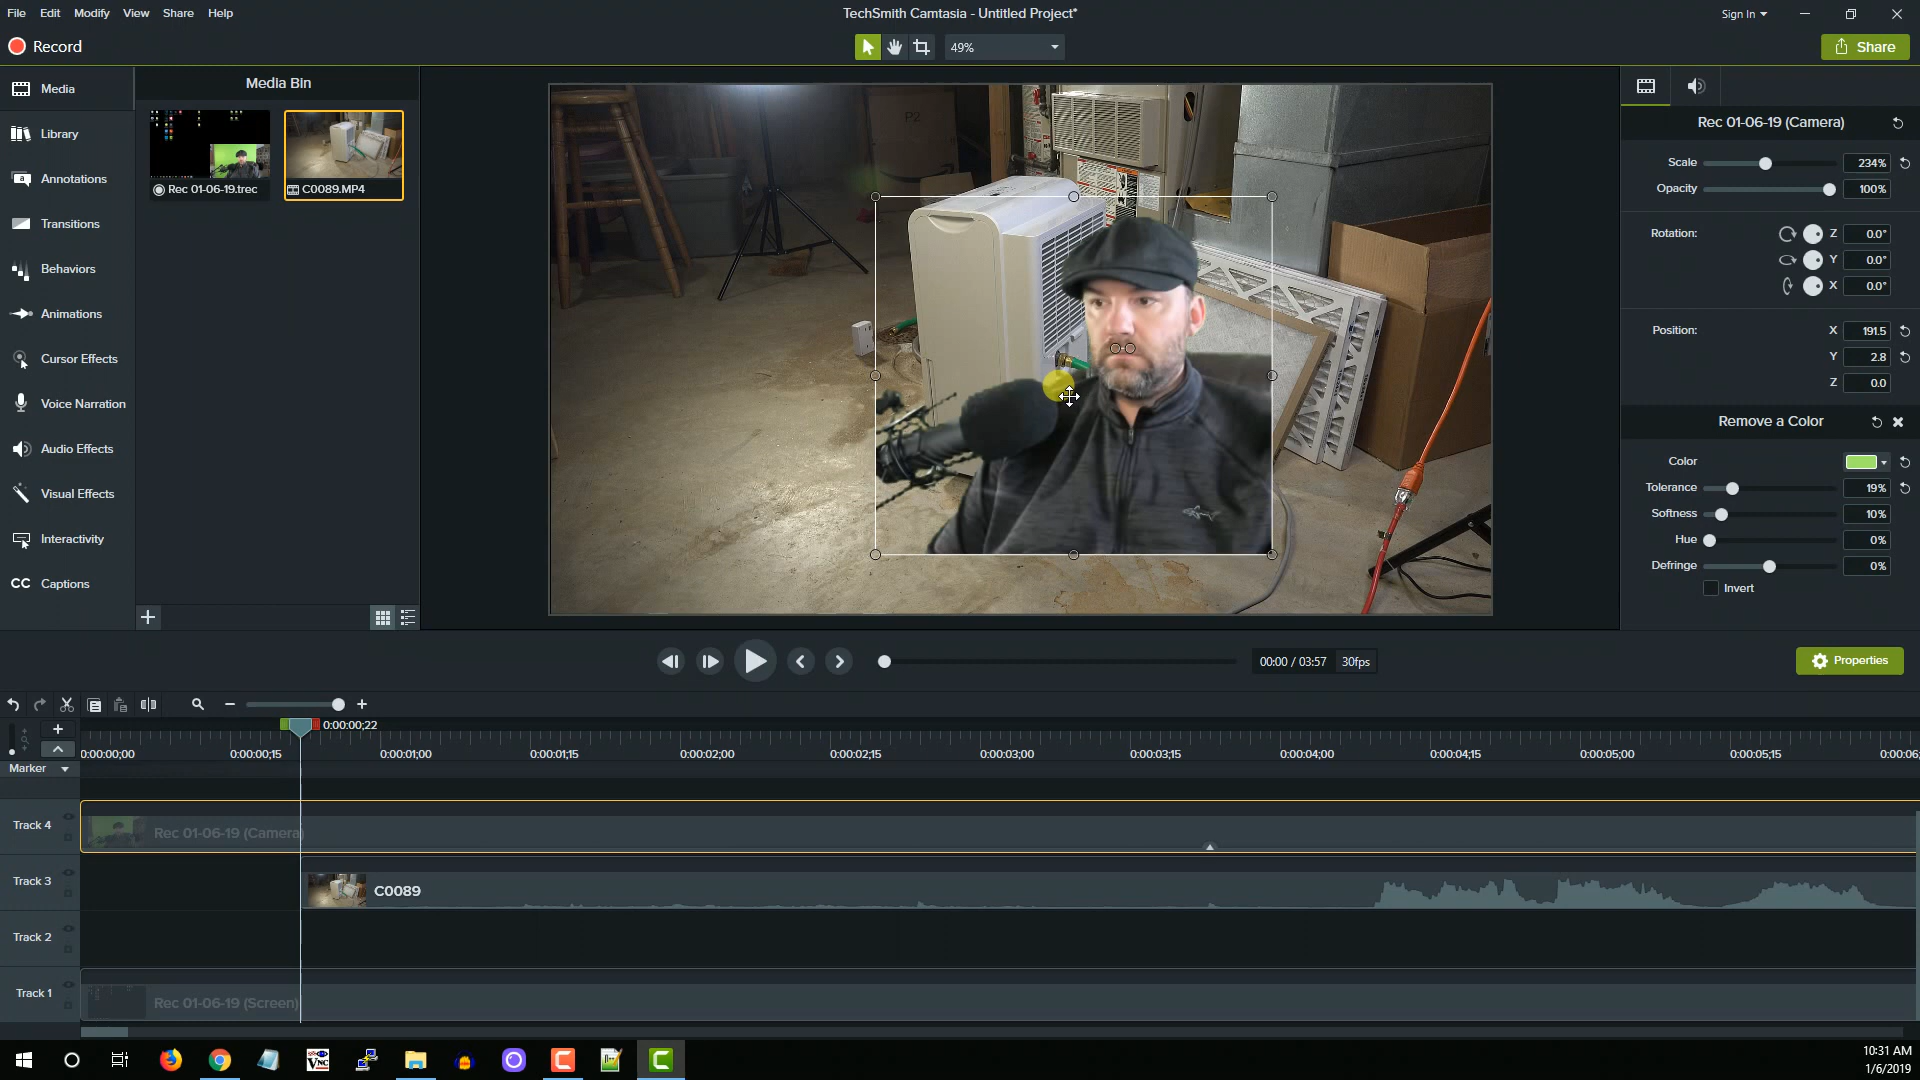 File Edit Modify View Share Help
TechSmith Camtasia - Untitled Project*
Sign In
Record
49%
Share
Media
Library
Annotations
Transitions
Behaviors
Animations
Cursor Effects
Voice Narration
Audio Effects
Visual Effects
Interactivity
CC Captions
Media Bin
Rec 01-06-19.trec
C0089.MP4
P2
Rec 01-06-19 (Camera)
Scale 234%
Opacity 100%
Rotation: Z 0.0°
Y 0.0°
X 0.0°
Position: X 191.5
Y 2.8
Z 0.0
Remove a Color
Color
Tolerance 19%
Softness 10%
Hue 0%
Defringe 0%
Invert
00:00 / 03:57 30fps
Properties
0:00:00;22
0:00:00;00 0:00:00;15 0:00:01;00 0:00:01;15 0:00:02;00 0:00:02;15 0:00:03;00 0:00:03;15 0:00:04;00 0:00:04;15 0:00:05;00 0:00:05;15 0:00:06;
Marker
Track 4
Rec 01-06-19 (Camera)
Track 3
C0089
Track 2
Track 1
Rec 01-06-19 (Screen)
VNC
10:31 AM
1/6/2019